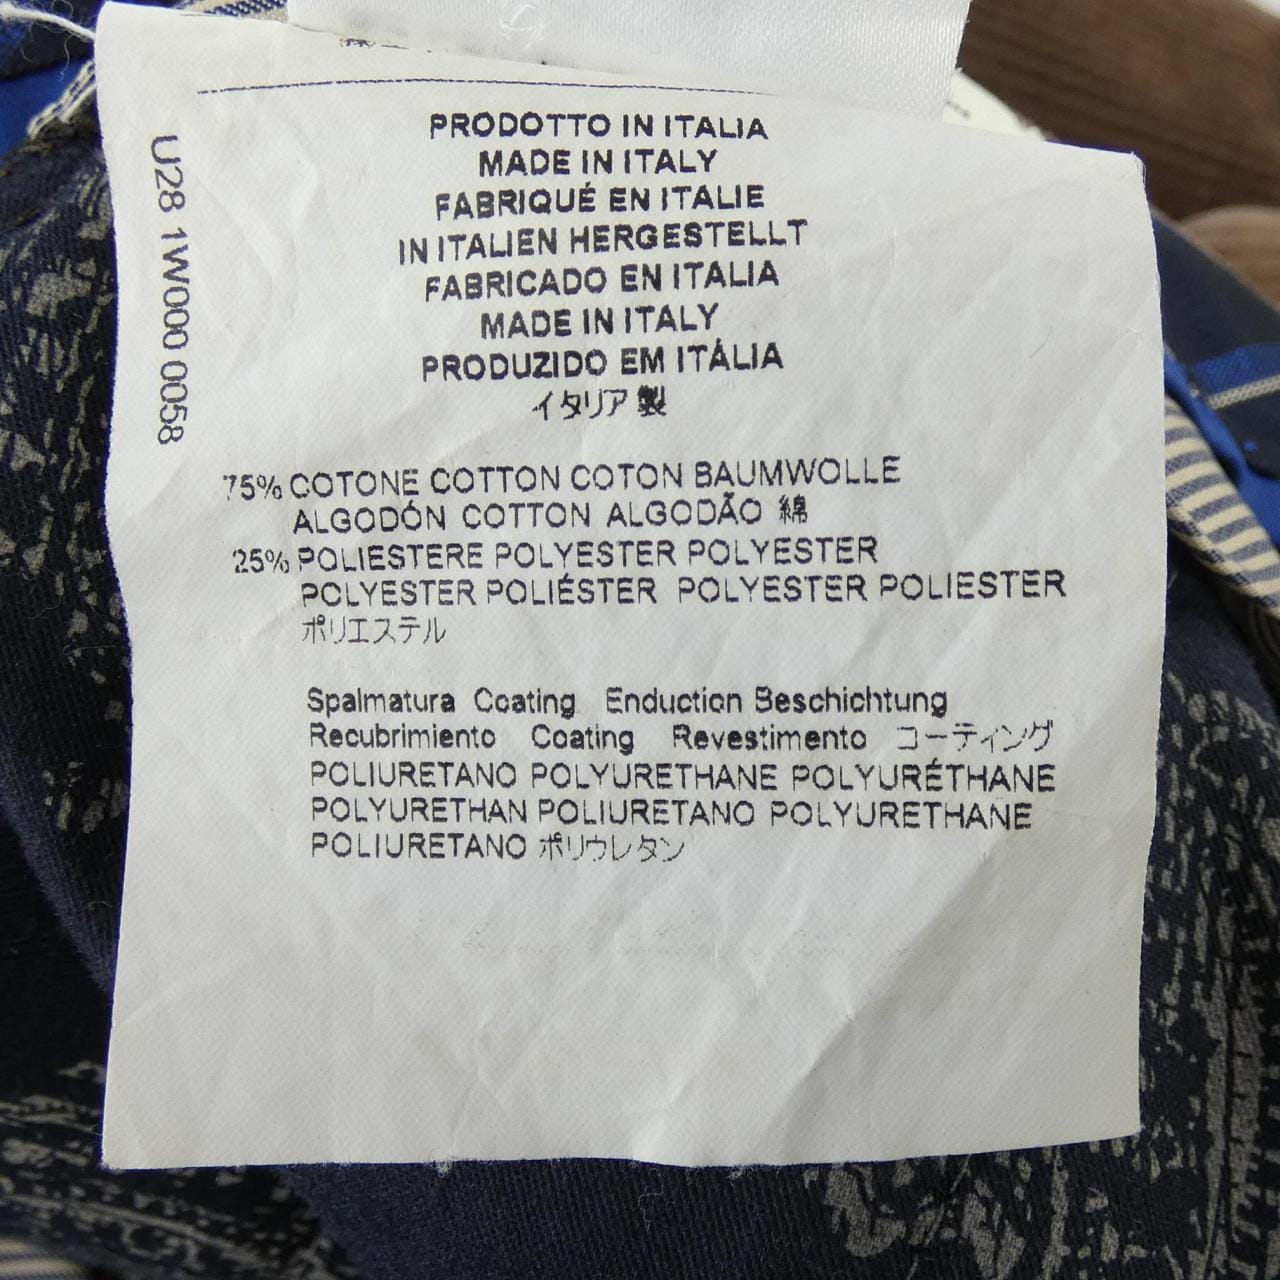 PRODOTTO IN ITALIA
MADE IN ITALY
FABRIQUÉ EN ITALIE
IN ITALIEN HERGESTELLT
FABRICADO EN ITALIA
MADE IN ITALY
PRODUZIDO EM ITÁLIA
イタリア製
U28 1W000 0058
75% COTONE COTTON COTON BAUMWOLLE
ALGODÓN COTTON ALGODÃO 綿
25% POLIESTERE POLYESTER POLYESTER
POLYESTER POLIÉSTER POLYESTER POLIESTER
ポリエステル
Spalmatura Coating Enduction Beschichtung
Recubrimiento Coating Revestimento コーティング
POLIURETANO POLYURETHANE POLYURÉTHANE
POLYURETHAN POLIURETANO POLYURETHANE
POLIURETANO ポリウレタン